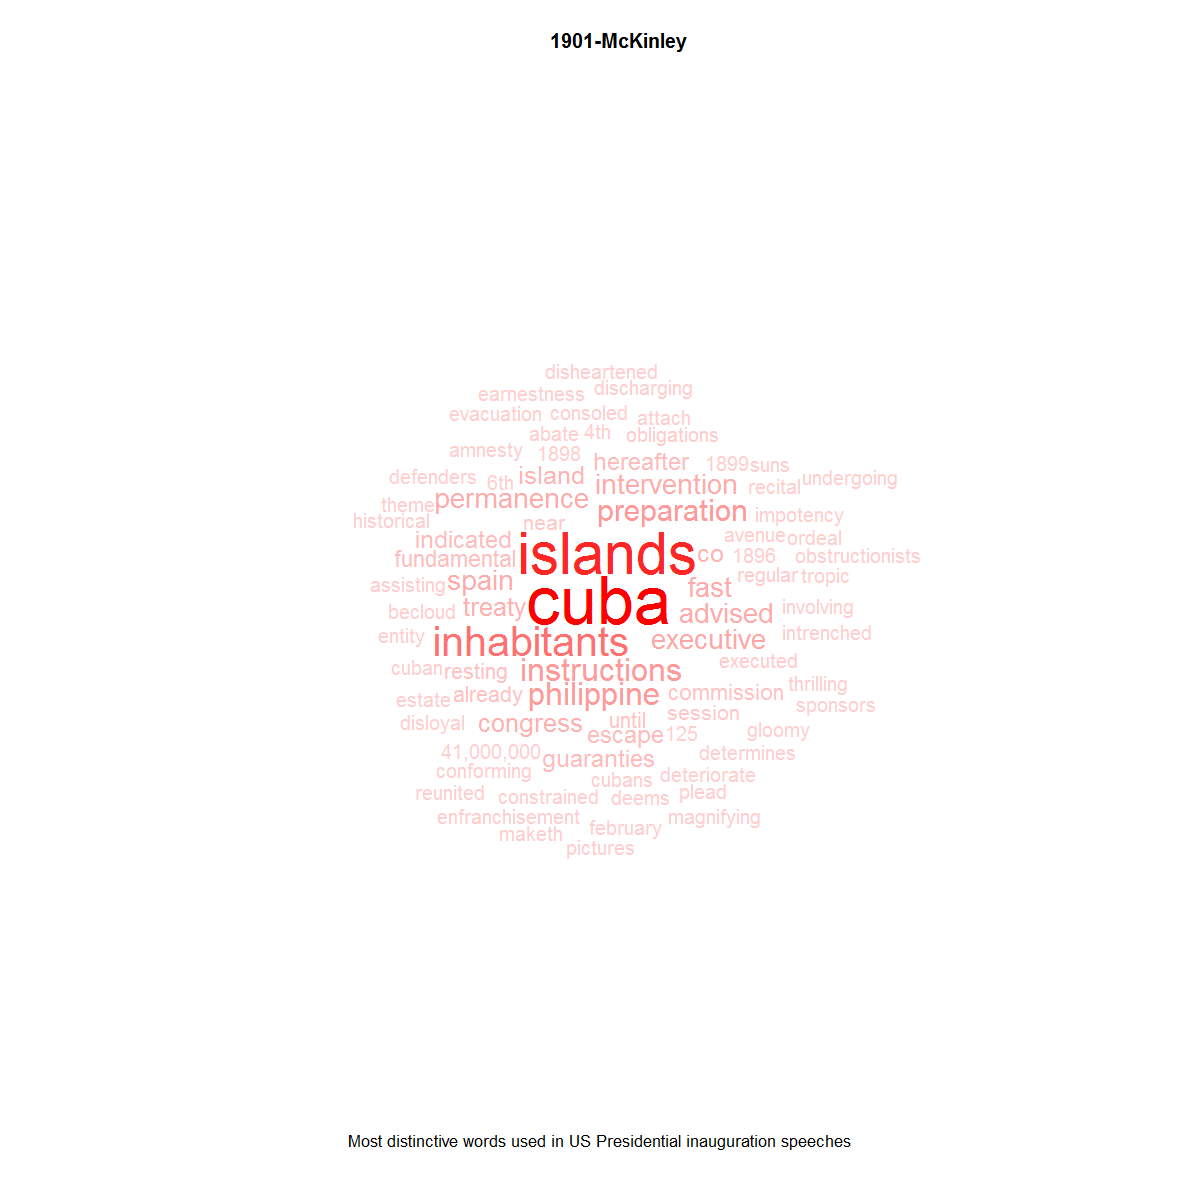 1901-McKinley
disheartened
earnestness discharging
evacuation consoled attach
abate 4th obligations
amnesty 1898 hereafter 1899 suns
defenders 6th island intervention recital undergoing
theme permanence preparation impotency
historical near
indicated islands co avenue ordeal
fundamental 1896 obstructionists
assisting spain fast regular tropic
becloud treaty cuba advised involving
entity inhabitants executive intrenched
cuban resting instructions executed
estate already philippine commission thrilling
disloyal congress until session sponsors
escape 125 gloomy
41,000,000 guaranties determines
conforming cubans deteriorate
reunited constrained deems plead
enfranchisement february magnifying
maketh
pictures
Most distinctive words used in US Presidential inauguration speeches